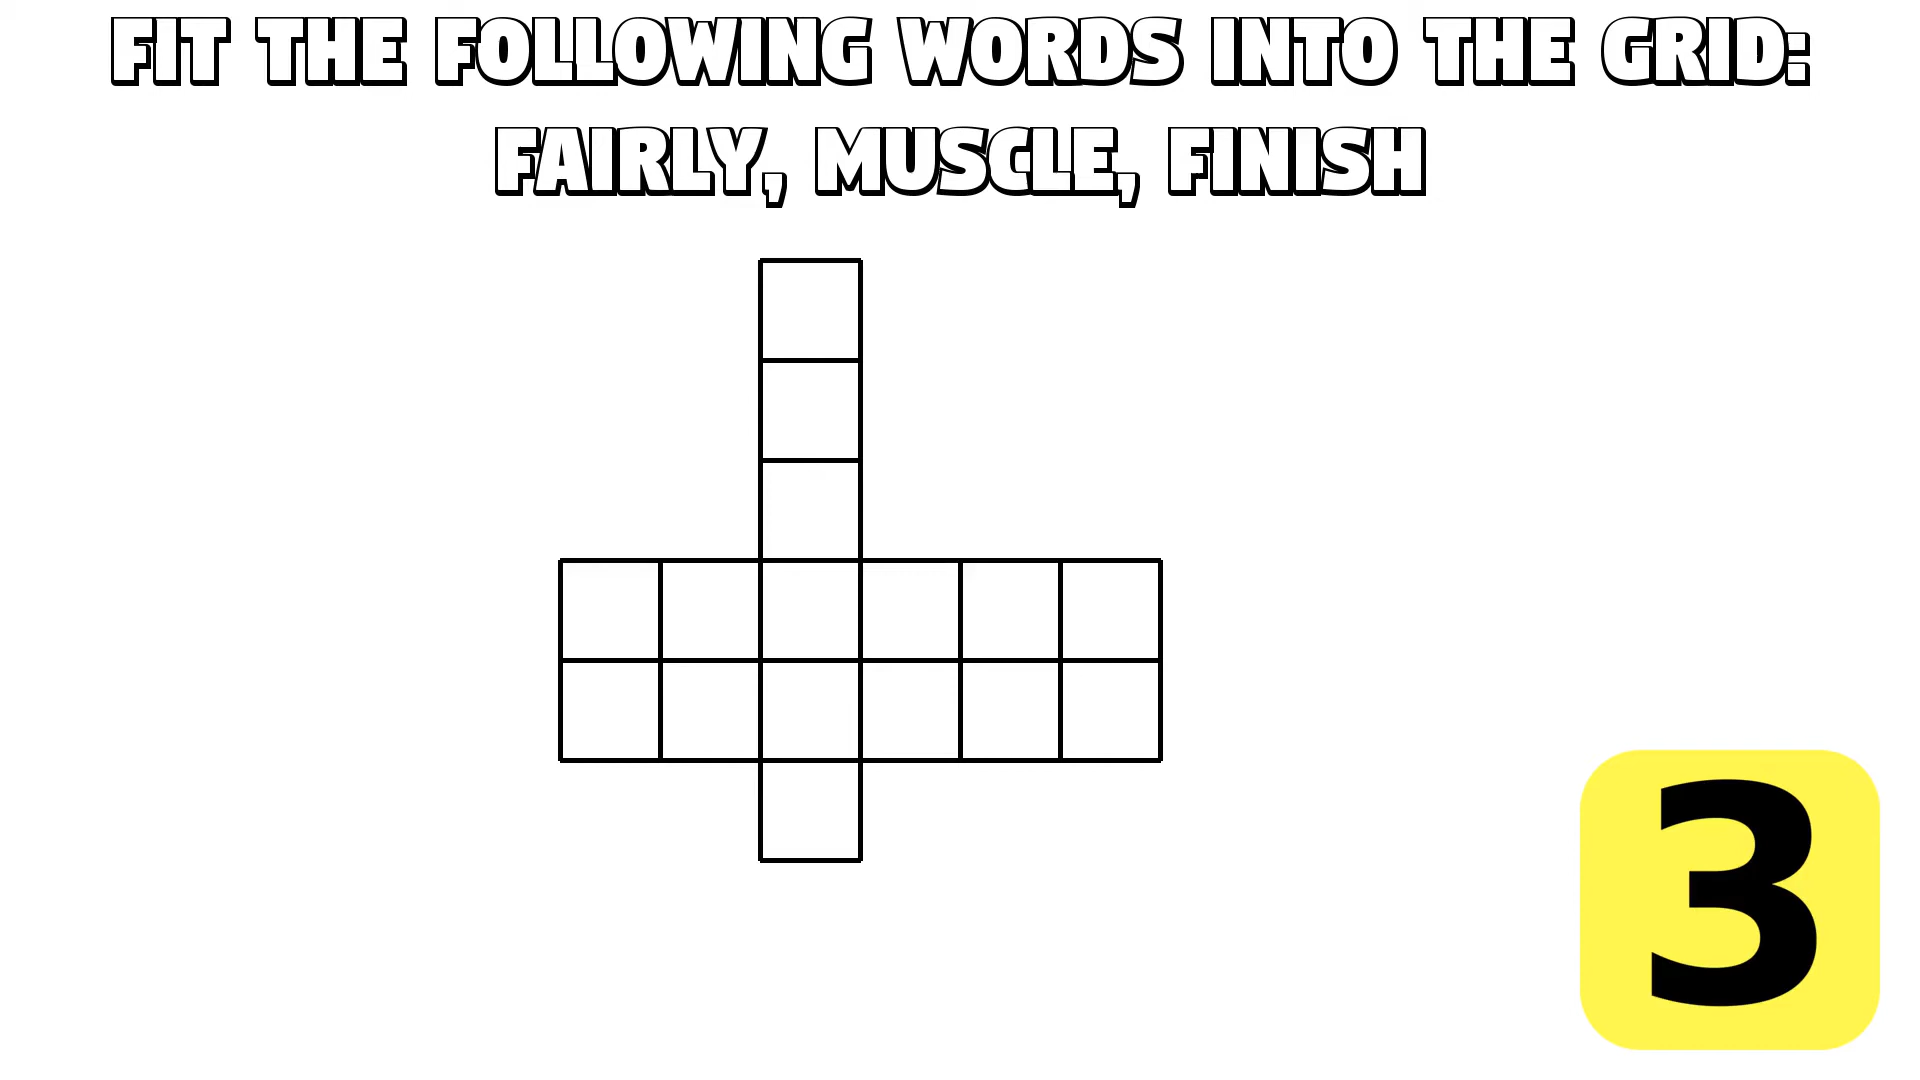 FIT THE FOLLOWING WORDS INTO THE GRID:
FAIRLY, MUSCLE, FINISH
3